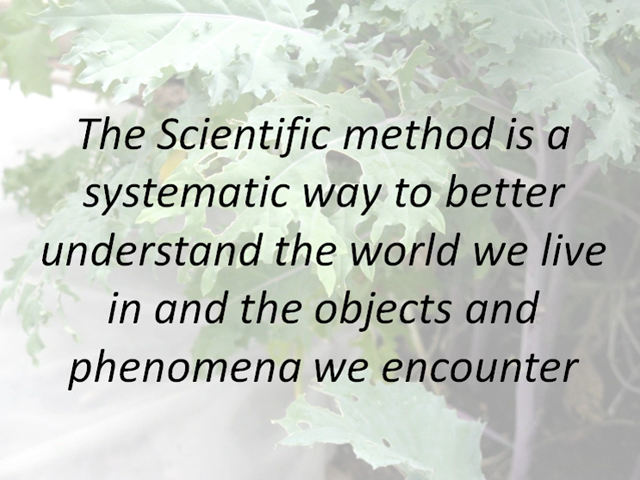 The Scientific method is a
systematic way to better
understand the world we live
in and the objects and
phenomena we encounter